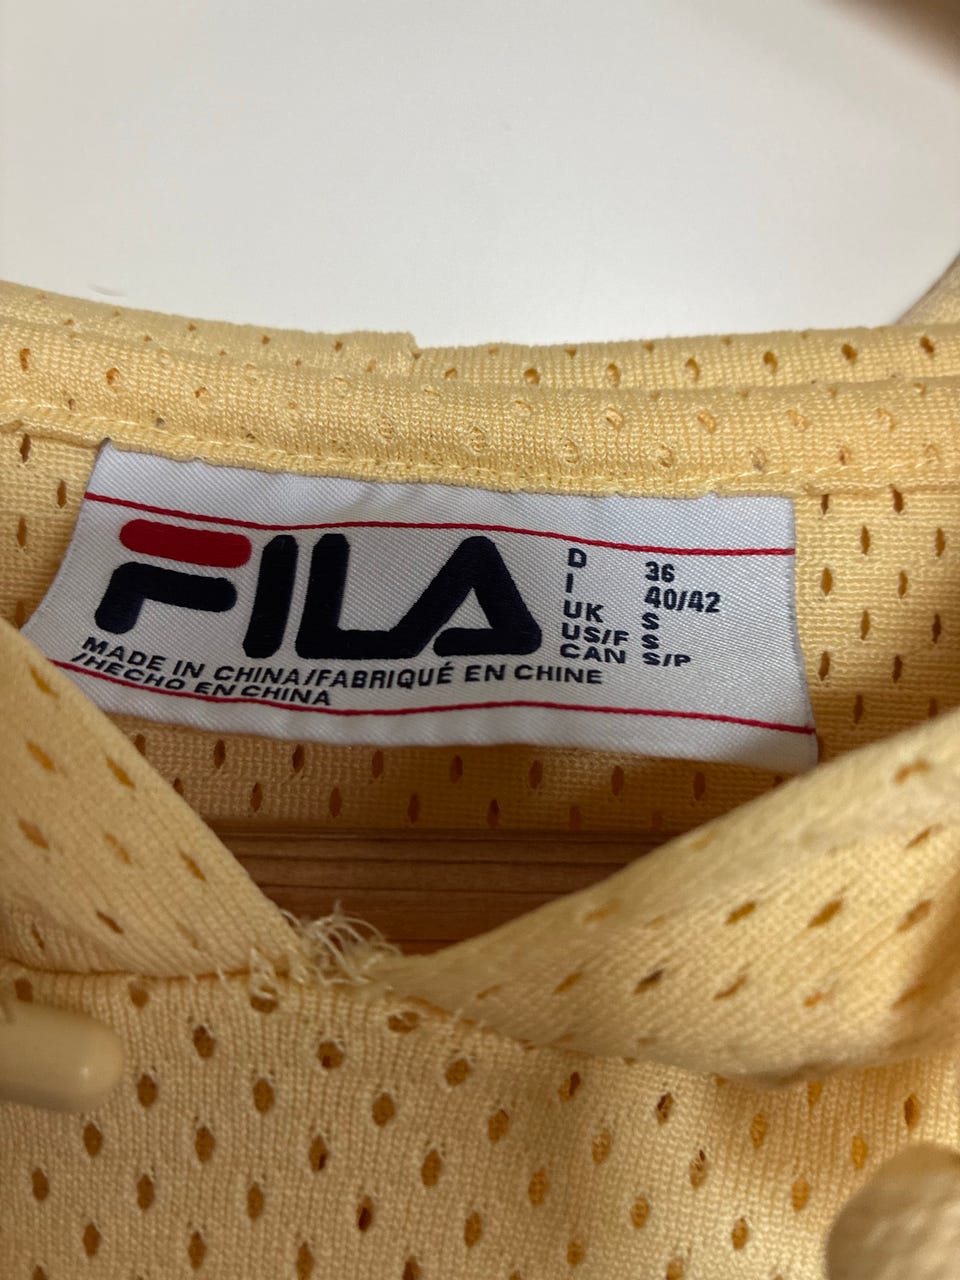 FILA
D 36
I 40/42
UK S
US/F S
CAN S/P
MADE IN CHINA/FABRIQUÉ EN CHINE
/HECHO EN CHINA